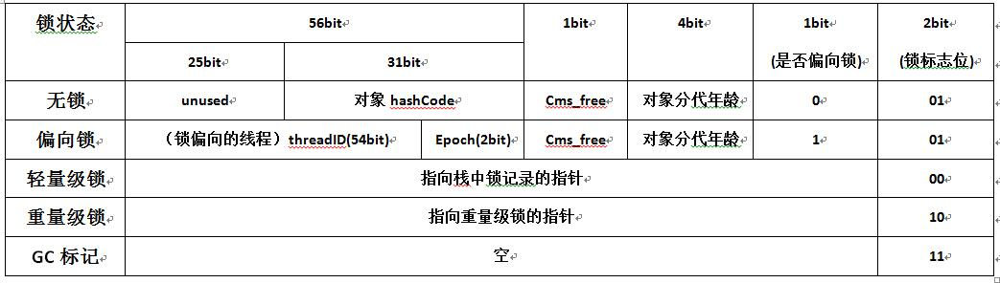 锁状态 56bit 1bit 4bit 1bit 2bit
25bit 31bit (是否偏向锁) (锁标志位)
无锁 unused 对象 hashCode Cms_free 对象分代年龄 0 01
偏向锁 (锁偏向的线程) threadID(54bit) Epoch(2bit) Cms_free 对象分代年龄 1 01
轻量级锁 指向栈中锁记录的指针 00
重量级锁 指向重量级锁的指针 10
GC 标记 空 11